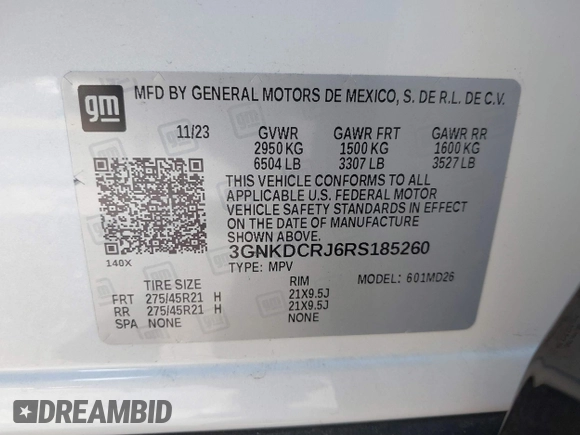 gm
MFD BY GENERAL MOTORS DE MEXICO, S. DE R.L. DE C.V.
11/23 GVWR GAWR FRT GAWR RR
2950 KG 1500 KG 1600 KG
6504 LB 3307 LB 3527 LB
THIS VEHICLE CONFORMS TO ALL
APPLICABLE U.S. FEDERAL MOTOR
VEHICLE SAFETY STANDARDS IN EFFECT
ON THE DATE OF MANUFACTURE
SHOWN ABOVE.
140X
3GNKDCRJ6RS185260
TYPE: MPV MODEL: 601MD26
TIRE SIZE RIM
FRT 275/45R21 H 21X9.5J
RR 275/45R21 H 21X9.5J
SPA NONE NONE
DREAMBID